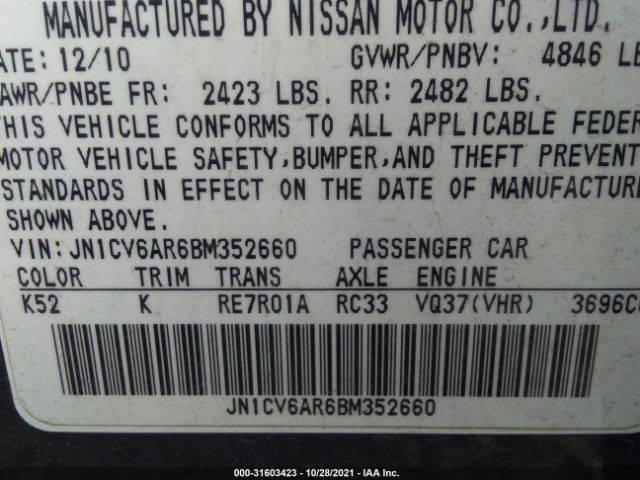 MANUFACTURED BY NISSAN MOTOR CO.,LTD.
DATE: 12/10 GVWR/PNBV: 4846 LB
AWR/PNBE FR: 2423 LBS. RR: 2482 LBS.
THIS VEHICLE CONFORMS TO ALL APPLICABLE FEDER
MOTOR VEHICLE SAFETY,BUMPER,AND THEFT PREVENT
STANDARDS IN EFFECT ON THE DATE OF MANUFACTURE
SHOWN ABOVE.
VIN:JN1CV6AR6BM352660 PASSENGER CAR
COLOR TRIM TRANS AXLE ENGINE
K52 K RE7R01A RC33 VQ37(VHR) 3696C
JN1CV6AR6BM352660
000-31603423 - 10/28/2021 - IAA Inc.